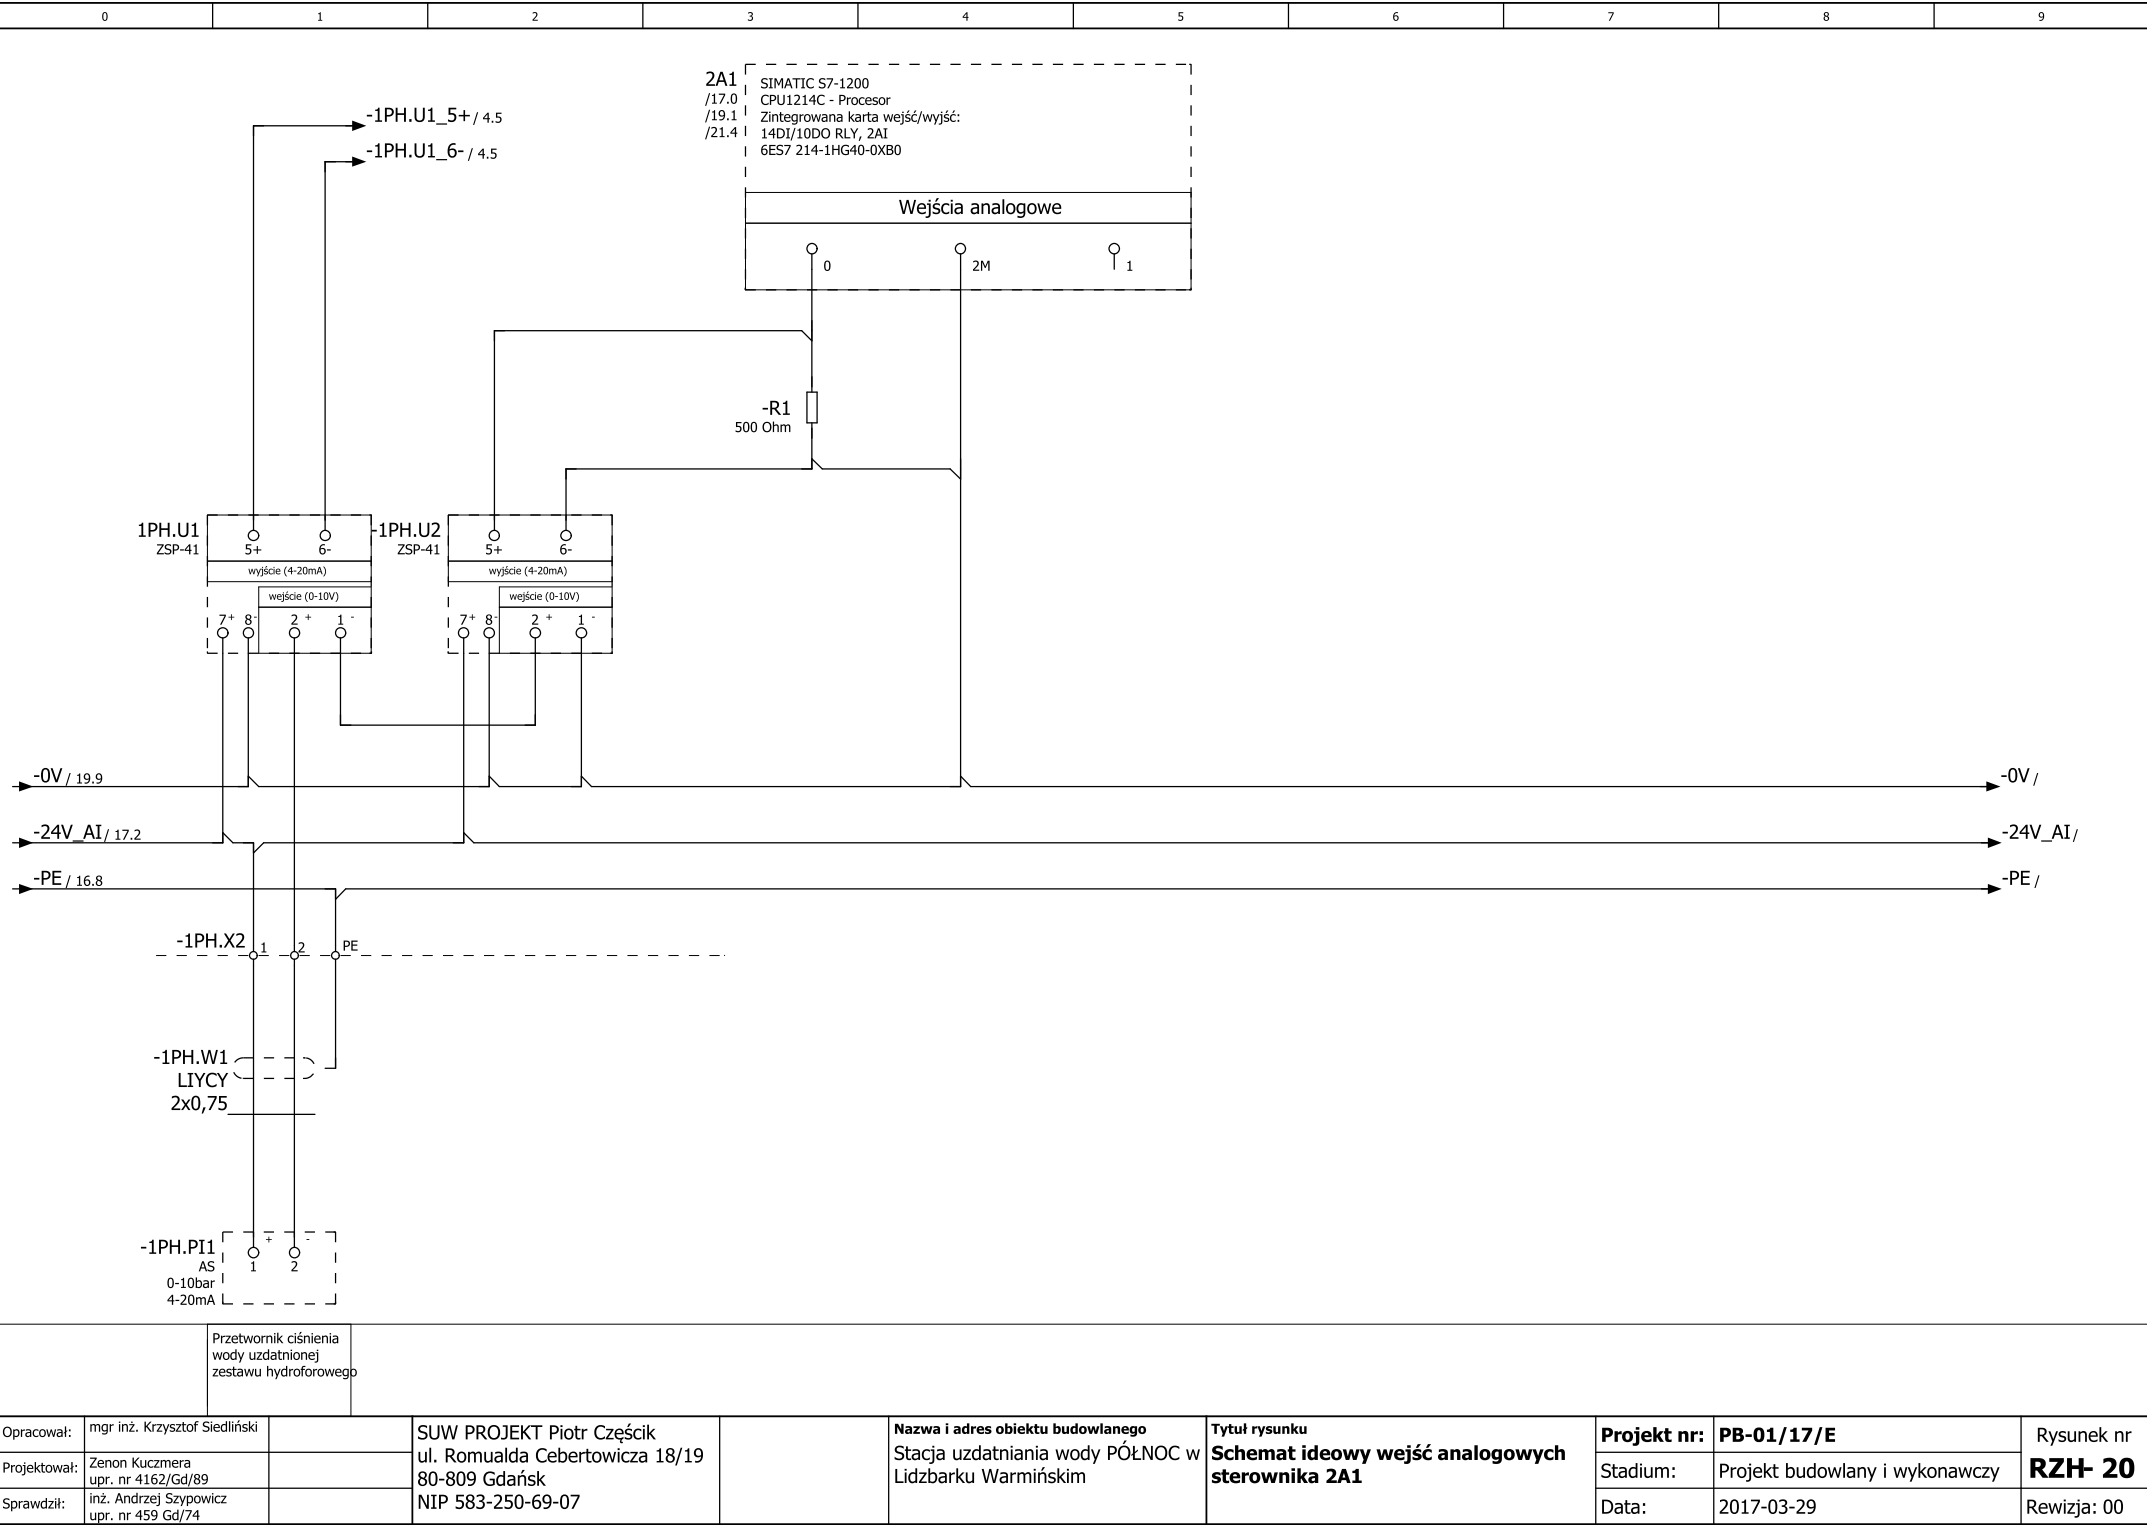 0 1 2 3 4 5 6 7 8 9
2A1
/17.0
/19.1
/21.4
SIMATIC S7-1200
CPU1214C - Procesor
Zintegrowana karta wejść/wyjść:
14DI/10DO RLY, 2AI
6ES7 214-1HG40-0XB0
-1PH.U1_5+ / 4.5
-1PH.U1_6- / 4.5
Wejścia analogowe
0 2M 1
-R1
500 Ohm
1PH.U1
ZSP-41
5+ 6-
wyjście (4-20mA)
wejście (0-10V)
7 + 8 - 2 + 1 -
-1PH.U2
ZSP-41
5+ 6-
wyjście (4-20mA)
wejście (0-10V)
7 + 8 - 2 + 1 -
-0V / 19.9
-0V /
-24V_AI / 17.2
-24V_AI /
-PE / 16.8
-PE /
-1PH.X2 1 2 PE
-1PH.W1
LIYCY
2x0,75
-1PH.PI1
AS
0-10bar
4-20mA
+ -
1 2
Przetwornik ciśnienia
wody uzdatnionej
zestawu hydroforowego
Opracował: mgr inż. Krzysztof Siedliński
Projektował: Zenon Kuczmera
upr. nr 4162/Gd/89
Sprawdził: inż. Andrzej Szypowicz
upr. nr 459 Gd/74
SUW PROJEKT Piotr Częścik
ul. Romualda Cebertowicza 18/19
80-809 Gdańsk
NIP 583-250-69-07
Nazwa i adres obiektu budowlanego
Stacja uzdatniania wody PÓŁNOC w
Lidzbarku Warmińskim
Tytuł rysunku
Schemat ideowy wejść analogowych
sterownika 2A1
Projekt nr: PB-01/17/E
Stadium: Projekt budowlany i wykonawczy
Data: 2017-03-29
Rysunek nr
RZH- 20
Rewizja: 00